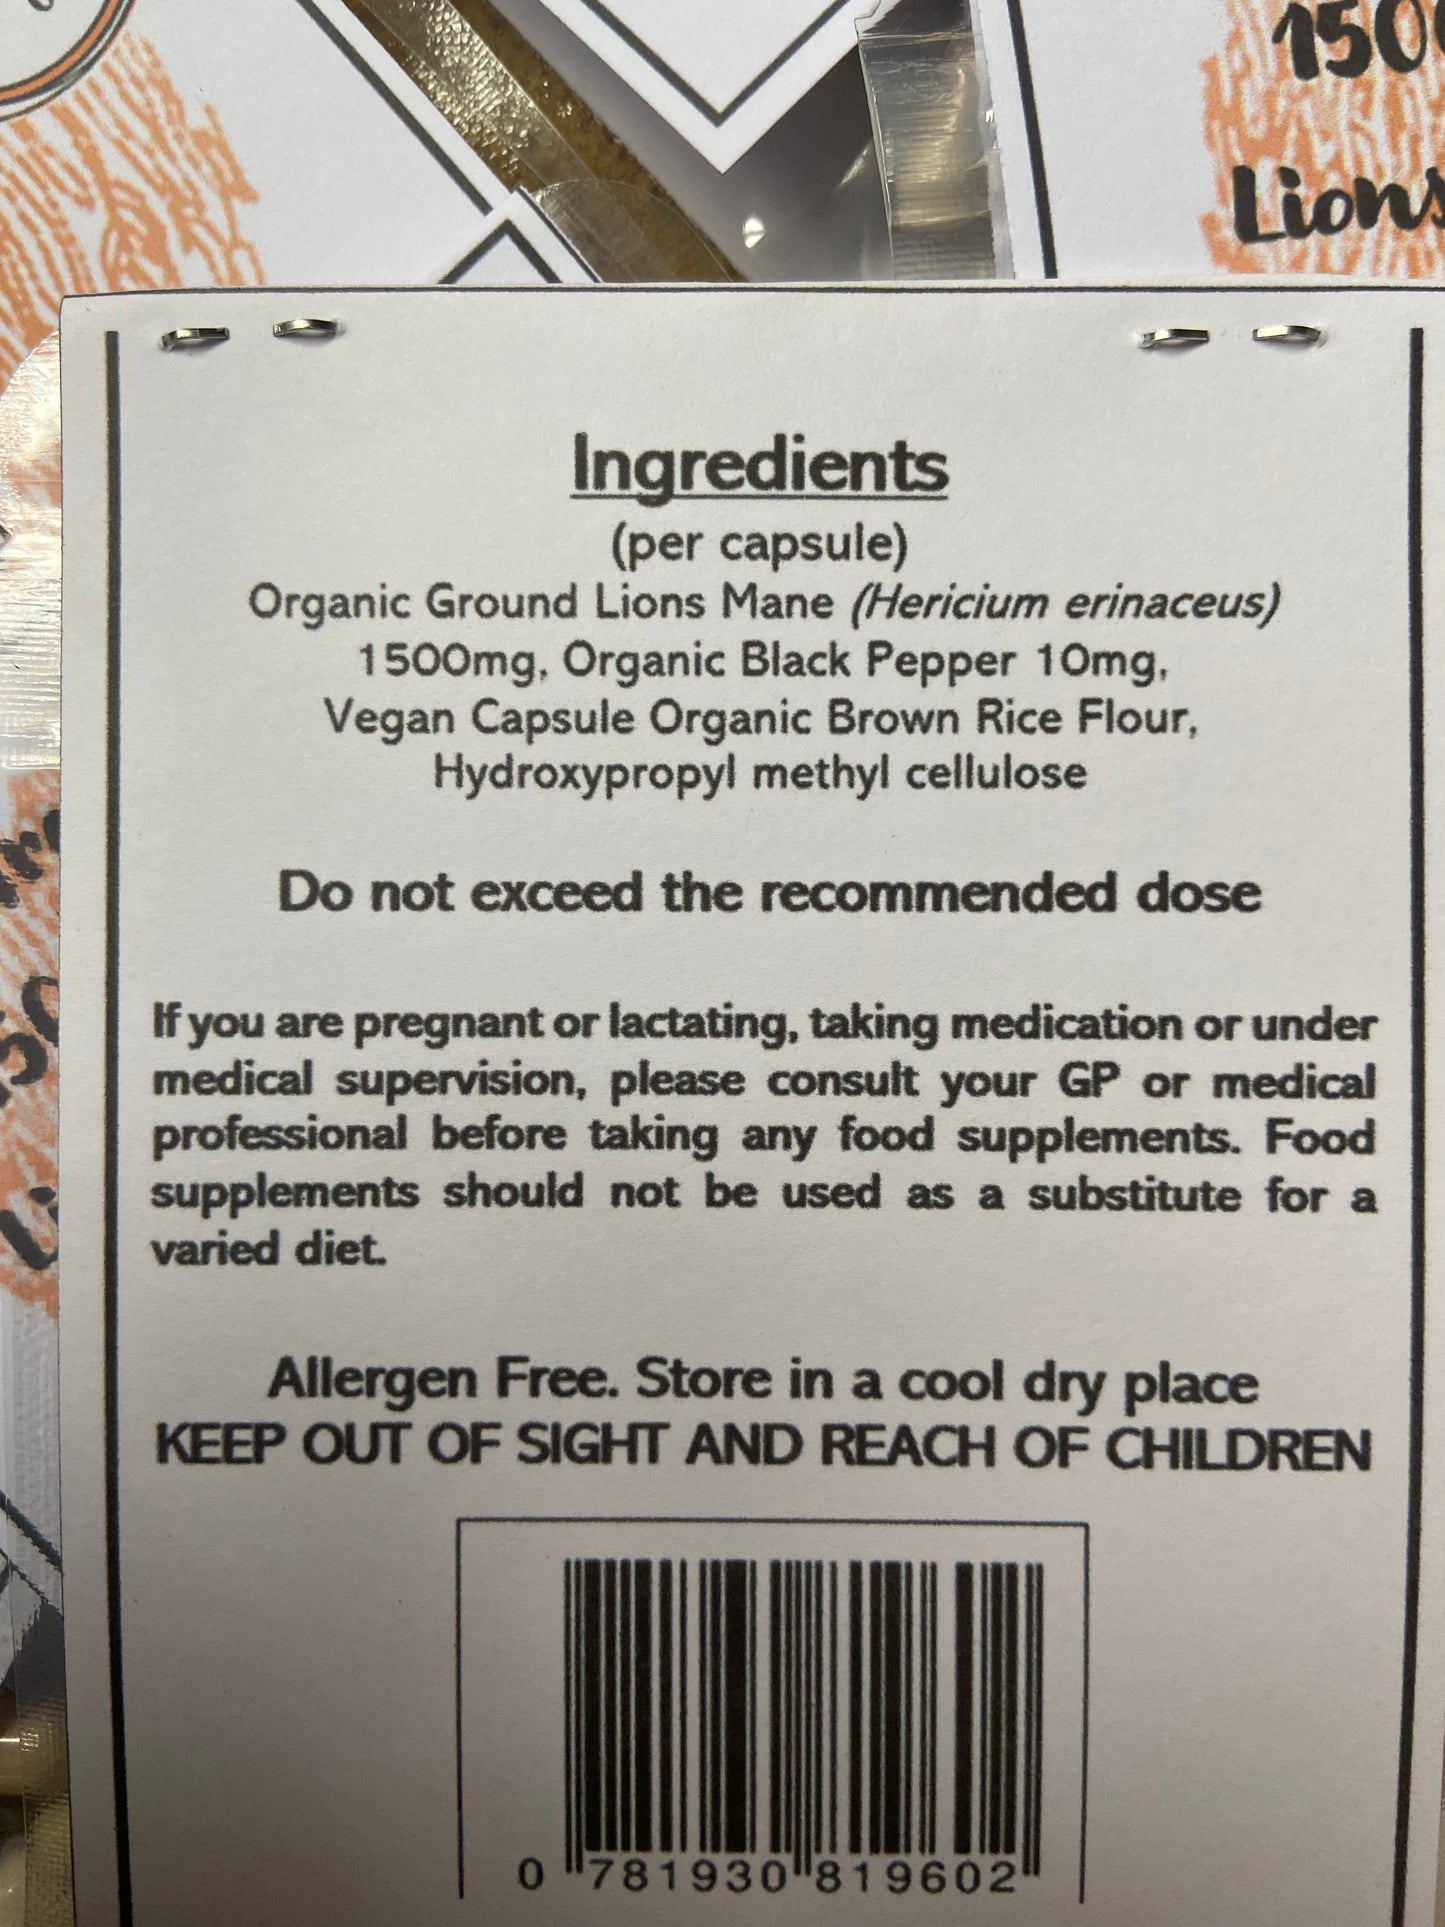 1500
Lions
Ingredients
(per capsule)
Organic Ground Lions Mane (Hericium erinaceus)
1500mg, Organic Black Pepper 10mg,
Vegan Capsule Organic Brown Rice Flour,
Hydroxypropyl methyl cellulose
Do not exceed the recommended dose
If you are pregnant or lactating, taking medication or under
medical supervision, please consult your GP or medical
professional before taking any food supplements. Food
supplements should not be used as a substitute for a
varied diet.
Allergen Free. Store in a cool dry place
KEEP OUT OF SIGHT AND REACH OF CHILDREN
0 781930 819602